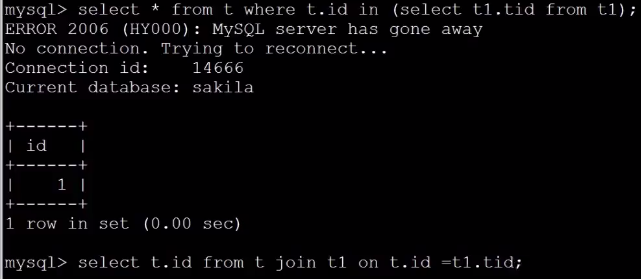 mysql> select * from t where t.id in (select t1.tid from t1);
ERROR 2006 (HY000): MySQL server has gone away
No connection. Trying to reconnect...
Connection id:    14666
Current database: sakila
+------+
| id   |
+------+
|    1 |
+------+
1 row in set (0.00 sec)
mysql> select t.id from t join t1 on t.id =t1.tid;